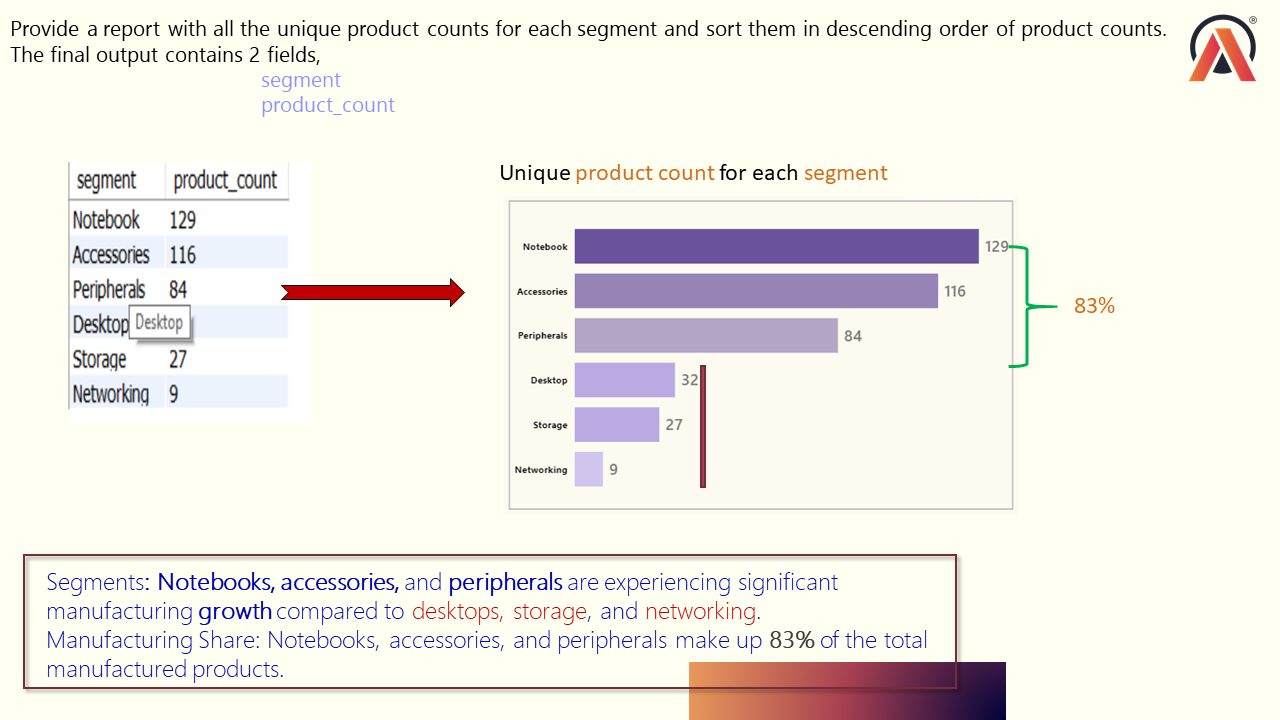 Provide a report with all the unique product counts for each segment and sort them in descending order of product counts.
The final output contains 2 fields,
segment
product_count
segment product_count
Notebook 129
Accessories 116
Peripherals 84
Desktop Desktop
Storage 27
Networking 9
Unique product count for each segment
Notebook 129
Accessories 116
Peripherals 84
Desktop 32
Storage 27
Networking 9
83%
Segments: Notebooks, accessories, and peripherals are experiencing significant
manufacturing growth compared to desktops, storage, and networking.
Manufacturing Share: Notebooks, accessories, and peripherals make up 83% of the total
manufactured products.
®